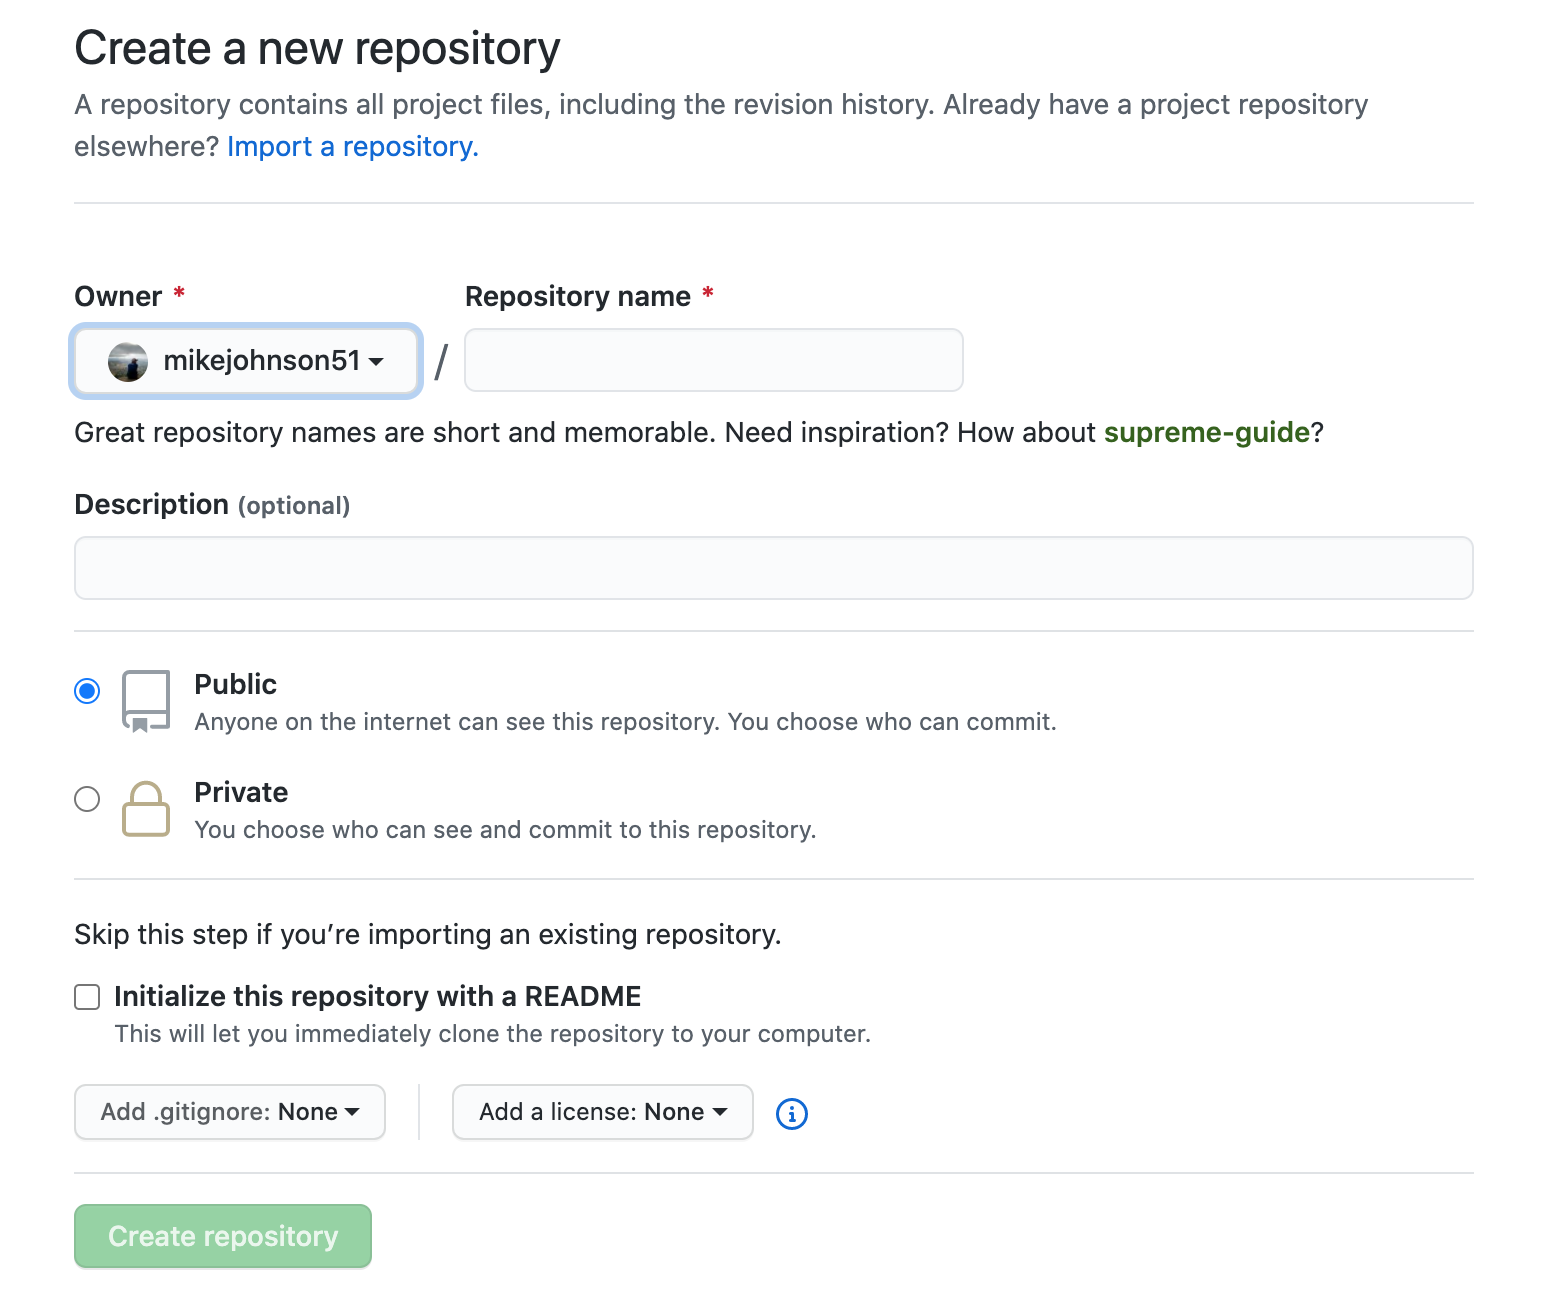 Create a new repository
A repository contains all project files, including the revision history. Already have a project repository
elsewhere? Import a repository.
Owner * Repository name *
mikejohnson51 /
Great repository names are short and memorable. Need inspiration? How about supreme-guide?
Description (optional)
Public
Anyone on the internet can see this repository. You choose who can commit.
Private
You choose who can see and commit to this repository.
Skip this step if you’re importing an existing repository.
Initialize this repository with a README
This will let you immediately clone the repository to your computer.
Add .gitignore: None Add a license: None
Create repository